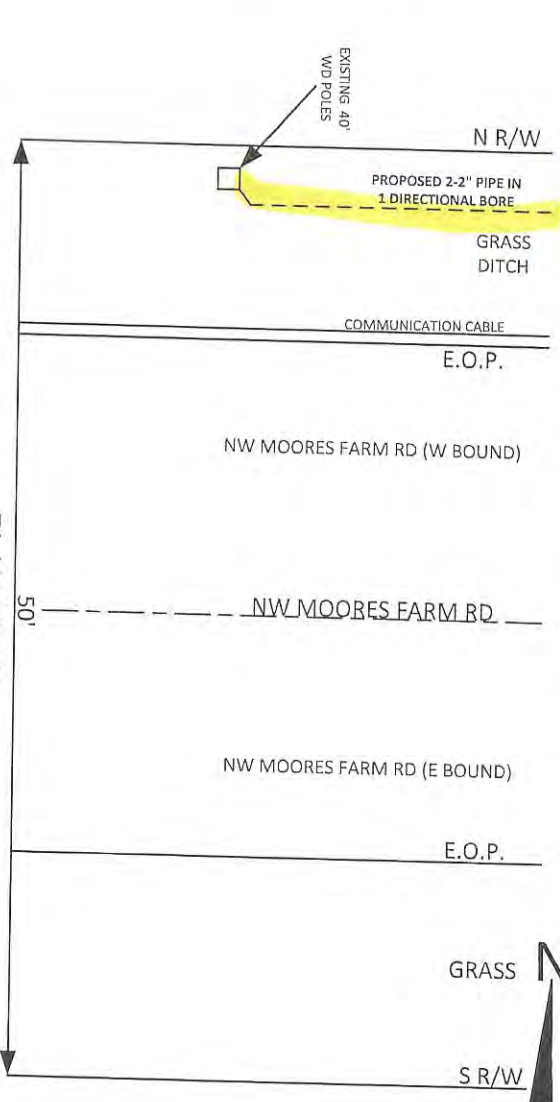 EXISTING 40'
WD POLES
N R/W
PROPOSED 2-2" PIPE IN
1 DIRECTIONAL BORE
GRASS
DITCH
COMMUNICATION CABLE
E.O.P.
NW MOORES FARM RD (W BOUND)
50'
NW MOORES FARM RD
NW MOORES FARM RD (E BOUND)
E.O.P.
GRASS
N
S R/W